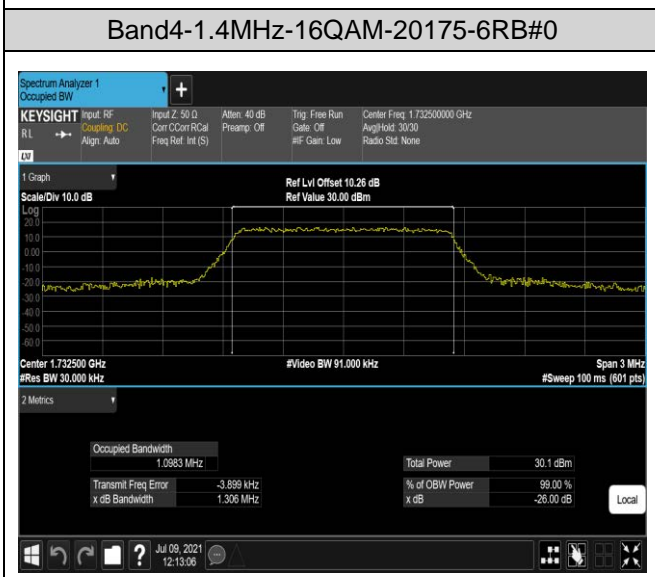 Band4-1.4MHz-16QAM-20175-6RB#0
Spectrum Analyzer 1
Occupied BW
+
KEYSIGHT Input: RF Input Z: 50 Ω Atten: 40 dB Trig: Free Run Center Freq: 1.732500000 GHz
RL Coupling: DC Corr CCorr RCal Preamp: Off Gate: Off Avg|Hold: 30/30
Align: Auto Freq Ref: Int (S) #IF Gain: Low Radio Std: None
LXI
1 Graph
Ref Lvl Offset 10.26 dB
Scale/Div 10.0 dB Ref Value 30.00 dBm
Log
20.0
10.0
0.00
-10.0
-20.0
-30.0
-40.0
-50.0
-60.0
Center 1.732500 GHz #Video BW 91.000 kHz Span 3 MHz
#Res BW 30.000 kHz #Sweep 100 ms (601 pts)
2 Metrics
Occupied Bandwidth
1.0983 MHz Total Power 30.1 dBm
Transmit Freq Error -3.899 kHz % of OBW Power 99.00 %
x dB Bandwidth 1.306 MHz x dB -26.00 dB
Local
? Jul 09, 2021
12:13:06